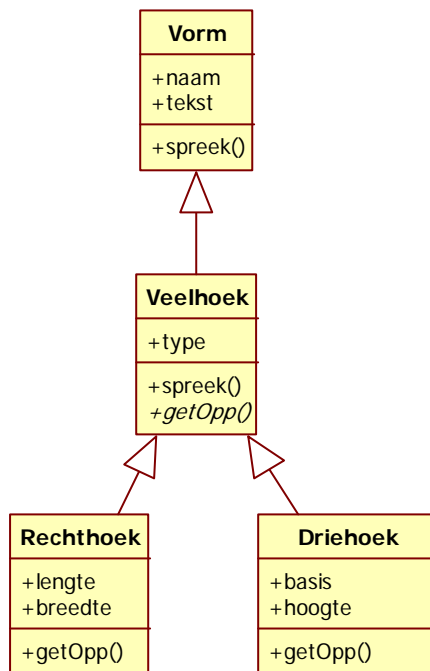 Vorm
+naam
+tekst
+spreek()
Veelhoek
+type
+spreek()
+getOpp()
Rechthoek
+lengte
+breedte
+getOpp()
Driehoek
+basis
+hoogte
+getOpp()